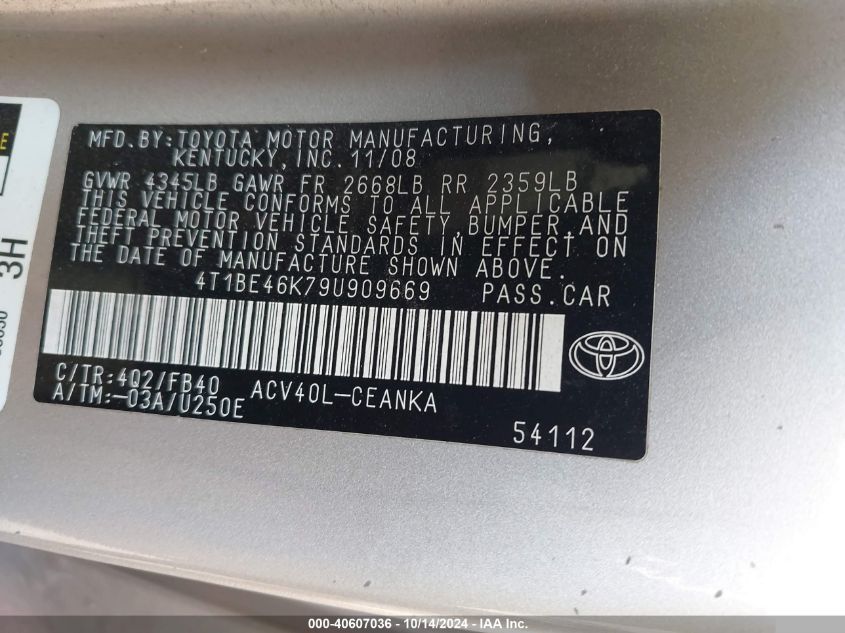 MFD.BY:TOYOTA MOTOR MANUFACTURING,
KENTUCKY,INC.11/08
GVWR 4345LB GAWR FR 2668LB RR 2359LB
THIS VEHICLE CONFORMS TO ALL APPLICABLE
FEDERAL MOTOR VEHICLE SAFETY,BUMPER,AND
THEFT PREVENTION STANDARDS IN EFFECT ON
THE DATE OF MANUFACTURE SHOWN ABOVE.
4T1BE46K79U909669 PASS.CAR
C/TR:4Q2/FB40 ACV40L-CEANKA
A/TM:-03A/U250E
54112
3H
000-40607036 - 10/14/2024 - IAA Inc.